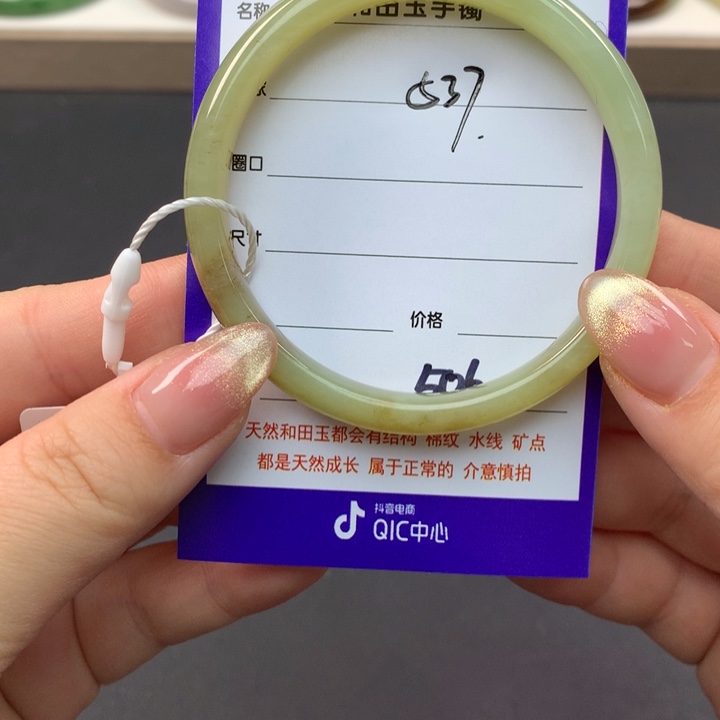 名称 和田玉手镯
537.
圈口
尺寸
价格
天然和田玉都会有结构 棉纹 水线 矿点
都是天然成长 属于正常的 介意慎拍
抖音电商
QIC中心